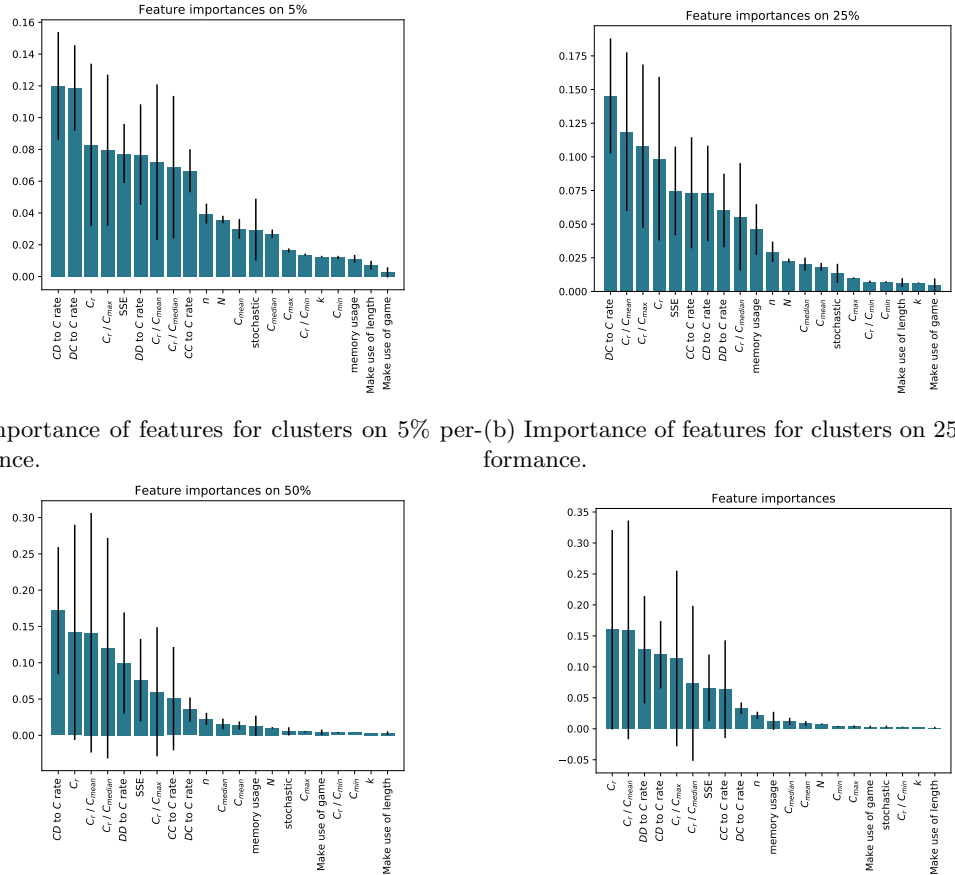 Feature importances on 5%
0.16
0.14
0.12
0.10
0.08
0.06
0.04
0.02
0.00
CD to C rate
DC to C rate
C_r
C_r / C_max
SSE
DD to C rate
C_r / C_mean
C_r / C_median
CC to C rate
n
N
C_mean
stochastic
C_median
C_max
C_r / C_min
k
C_min
memory usage
Make use of length
Make use of game
Feature importances on 25%
0.175
0.150
0.125
0.100
0.075
0.050
0.025
0.000
DC to C rate
C_r / C_mean
C_r / C_max
C_r
SSE
CC to C rate
CD to C rate
DD to C rate
C_r / C_median
memory usage
n
N
C_median
C_mean
stochastic
C_max
C_r / C_min
C_min
Make use of length
k
Make use of game
mportance of features for clusters on 5% per-
nce.
(b) Importance of features for clusters on 25
formance.
Feature importances on 50%
0.30
0.25
0.20
0.15
0.10
0.05
0.00
CD to C rate
C_r
C_r / C_mean
C_r / C_median
DD to C rate
SSE
C_r / C_max
CC to C rate
DC to C rate
n
C_median
C_mean
memory usage
N
stochastic
C_max
Make use of game
C_r / C_min
C_min
k
Make use of length
Feature importances
0.35
0.30
0.25
0.20
0.15
0.10
0.05
0.00
−0.05
C_r
C_r / C_mean
DD to C rate
CD to C rate
C_r / C_max
C_r / C_median
SSE
CC to C rate
DC to C rate
n
memory usage
C_median
C_mean
N
C_min
C_max
Make use of game
stochastic
C_r / C_min
k
Make use of length